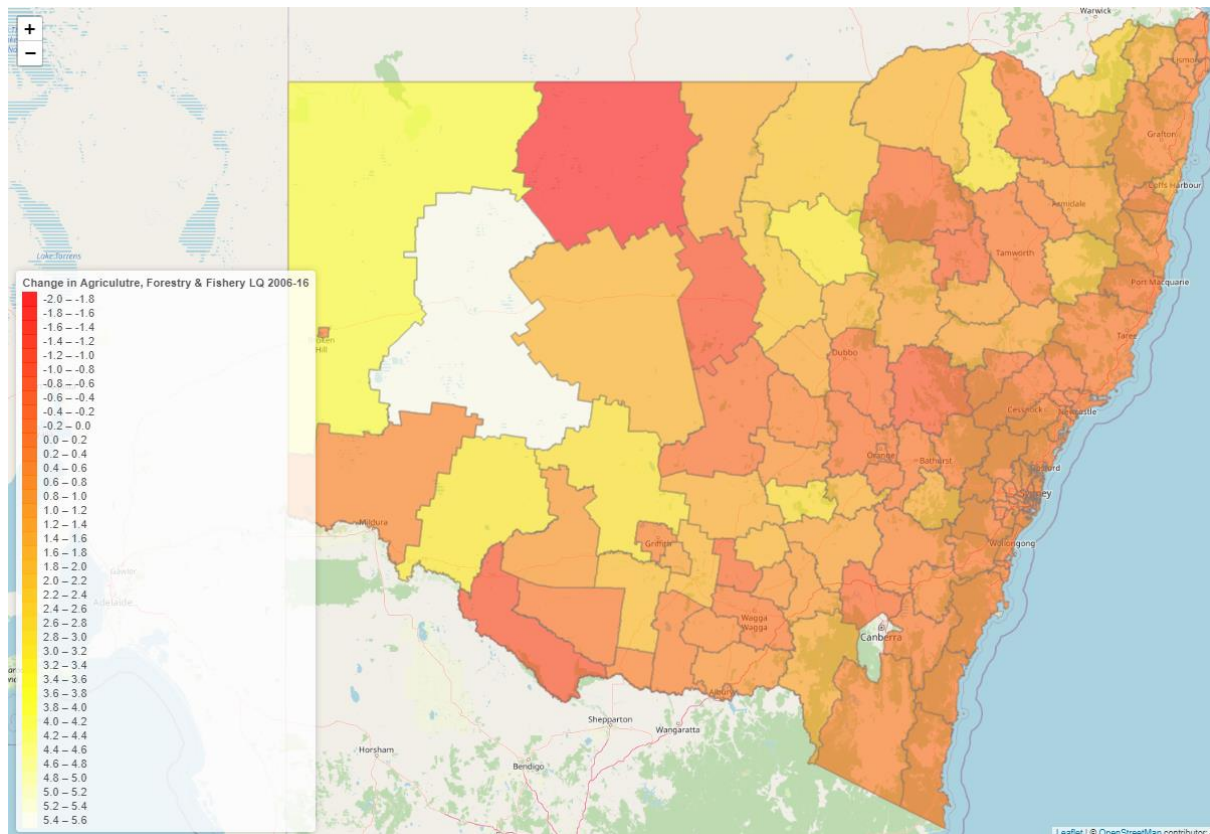 Warwick
+
−
Lismore
Grafton
Coffs Harbour
Armidale
Tamworth
Lake Torrens
Port Macquarie
Change in Agriculutre, Forestry & Fishery LQ 2006-16
-2.0 – -1.8
-1.8 – -1.6
-1.6 – -1.4
-1.4 – -1.2
-1.2 – -1.0
-1.0 – -0.8
-0.8 – -0.6
-0.6 – -0.4
-0.4 – -0.2
-0.2 – -0.0
0.0 – 0.2
0.2 – 0.4
0.4 – 0.6
0.6 – 0.8
0.8 – 1.0
1.0 – 1.2
1.2 – 1.4
1.4 – 1.6
1.6 – 1.8
1.8 – 2.0
2.0 – 2.2
2.2 – 2.4
2.4 – 2.6
2.6 – 2.8
2.8 – 3.0
3.0 – 3.2
3.2 – 3.4
3.4 – 3.6
3.6 – 3.8
3.8 – 4.0
4.0 – 4.2
4.2 – 4.4
4.4 – 4.6
4.6 – 4.8
4.8 – 5.0
5.0 – 5.2
5.2 – 5.4
5.4 – 5.6
Taree
Hill
Dubbo
Cessnock
Orange
Bathurst
Mildura
Griffith
Wollongong
Gawler
Adelaide
Wagga
Wagga
Canberra
Albury
Shepparton
Wangaratta
Horsham
Bendigo
Leaflet | © OpenStreetMap contributor